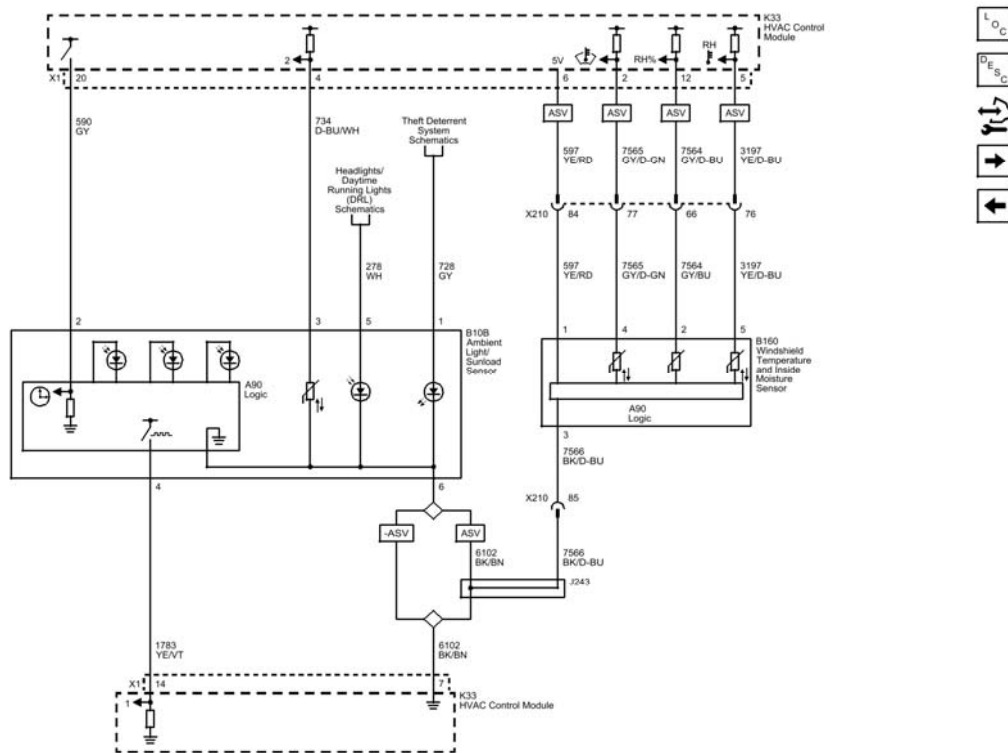 K33
HVAC Control
Module
L
O
C
D
E
S
C
2
4
5V
RH%
RH
X1
20
6
2
12
5
ASV
ASV
ASV
ASV
590
GY
734
D-BU/WH
Theft Deterrent
System
Schematics
Headlights/
Daytime
Running Lights
(DRL)
Schematics
597
YE/RD
7565
GY/D-GN
7564
GY/D-BU
3197
YE/D-BU
X210
84
77
66
76
278
WH
728
GY
597
YE/RD
7565
GY/D-GN
7564
GY/BU
3197
YE/D-BU
2
3
5
1
B10B
Ambient
Light/
Sunload
Sensor
1
4
2
5
B160
Windshield
Temperature
and Inside
Moisture
Sensor
A90
Logic
A90
Logic
3
7566
BK/D-BU
4
6
X210
85
-ASV
ASV
6102
BK/BN
7566
BK/D-BU
J243
1783
YE/VT
6102
BK/BN
X1
14
7
1
K33
HVAC Control Module